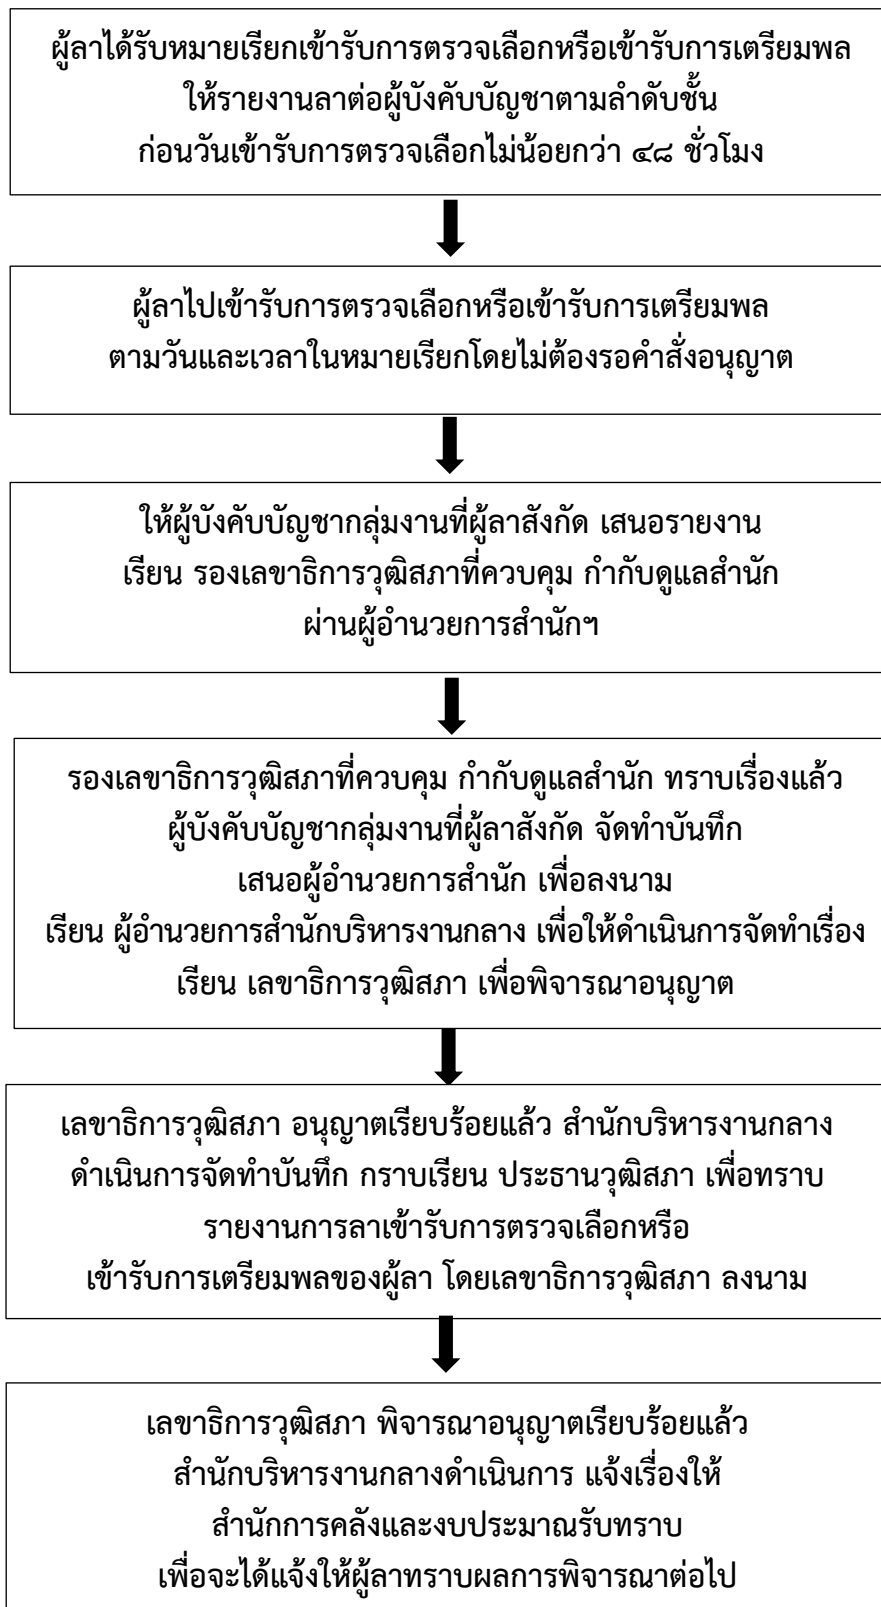 ผู้ลาได้รับหมายเรียกเข้ารับการตรวจเลือกหรือเข้ารับการเตรียมพล
ให้รายงานลาต่อผู้บังคับบัญชาตามลำดับชั้น
ก่อนวันเข้ารับการตรวจเลือกไม่น้อยกว่า ๔๘ ชั่วโมง
ผู้ลาไปเข้ารับการตรวจเลือกหรือเข้ารับการเตรียมพล
ตามวันและเวลาในหมายเรียกโดยไม่ต้องรอคำสั่งอนุญาต
ให้ผู้บังคับบัญชากลุ่มงานที่ผู้ลาสังกัด เสนอรายงาน
เรียน รองเลขาธิการวุฒิสภาที่ควบคุม กำกับดูแลสำนัก
ผ่านผู้อำนวยการสำนักฯ
รองเลขาธิการวุฒิสภาที่ควบคุม กำกับดูแลสำนัก ทราบเรื่องแล้ว
ผู้บังคับบัญชากลุ่มงานที่ผู้ลาสังกัด จัดทำบันทึก
เสนอผู้อำนวยการสำนัก เพื่อลงนาม
เรียน ผู้อำนวยการสำนักบริหารงานกลาง เพื่อให้ดำเนินการจัดทำเรื่อง
เรียน เลขาธิการวุฒิสภา เพื่อพิจารณาอนุญาต
เลขาธิการวุฒิสภา อนุญาตเรียบร้อยแล้ว สำนักบริหารงานกลาง
ดำเนินการจัดทำบันทึก กราบเรียน ประธานวุฒิสภา เพื่อทราบ
รายงานการลาเข้ารับการตรวจเลือกหรือ
เข้ารับการเตรียมพลของผู้ลา โดยเลขาธิการวุฒิสภา ลงนาม
เลขาธิการวุฒิสภา พิจารณาอนุญาตเรียบร้อยแล้ว
สำนักบริหารงานกลางดำเนินการ แจ้งเรื่องให้
สำนักการคลังและงบประมาณรับทราบ
เพื่อจะได้แจ้งให้ผู้ลาทราบผลการพิจารณาต่อไป